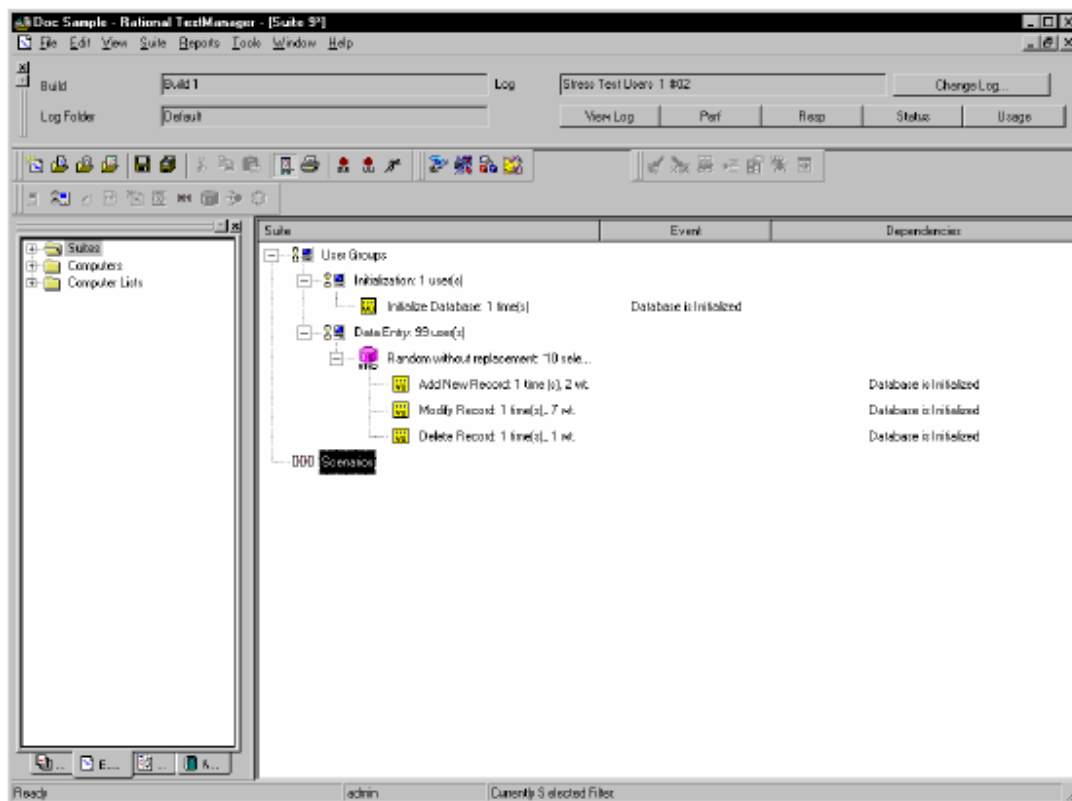 Doc Sample - Rational TestManager - [Suite 9*]
File Edit View Suite Reports Tools Window Help
Build Build 1 Log Stress Test Users 1 #02 Change Log...
Log Folder Default View Log Perf Resp Status Usage
Suite Event Dependencies
Suites
Computers
Computer Lists
User Groups
Initialization: 1 user(s)
Initialize Database: 1 time(s) Database is Initialized
Data Entry: 99 user(s)
Random without replacement: ~10 sele...
Add New Record: 1 time (s), 2 wt.
Database is Initialized
Modify Record: 1 time(s)., 7 wt.
Database is Initialized
Delete Record: 1 time(s)., 1 wt.
Database is Initialized
Scenarios
... E... ... A...
Ready admin Currently Selected Filter: